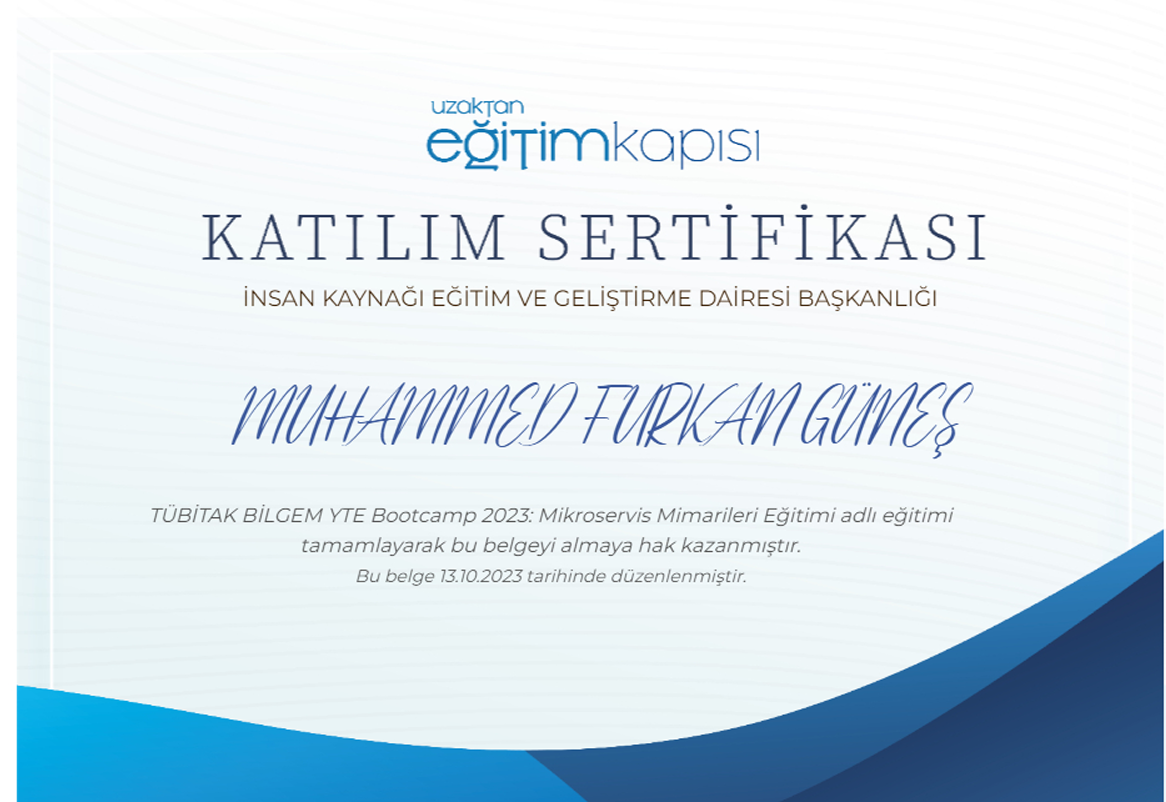 uzaktan
eğitimkapısı
KATILIM SERTİFİKASI
İNSAN KAYNAĞI EĞİTİM VE GELİŞTİRME DAİRESİ BAŞKANLIĞI
MUHAMMED FURKAN GÜNEŞ
TÜBİTAK BİLGEM YTE Bootcamp 2023: Mikroservis Mimarileri Eğitimi adlı eğitimi
tamamlayarak bu belgeyi almaya hak kazanmıştır.
Bu belge 13.10.2023 tarihinde düzenlenmiştir.